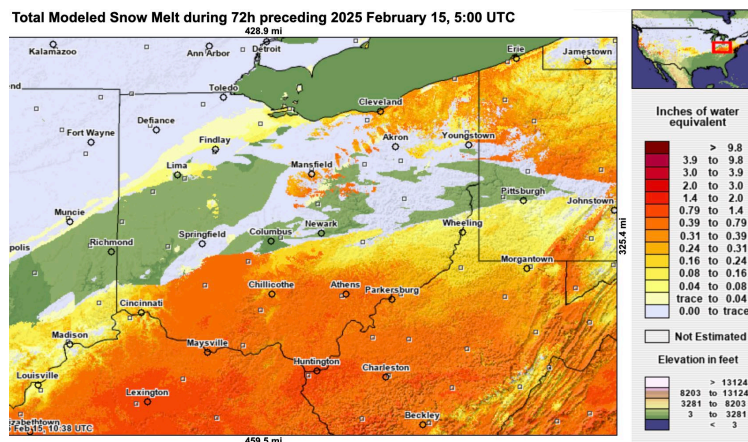 Total Modeled Snow Melt during 72h preceding 2025 February 15, 5:00 UTC
428.9 mi
Kalamazoo
Ann Arbor
Detroit
Erie
Jamestown
Toledo
Cleveland
Defiance
Fort Wayne
Findlay
Akron
Youngstown
Lima
Mansfield
Pittsburgh
Johnstown
Muncie
Newark
Wheeling
Springfield
Columbus
Richmond
Morgantown
Chillicothe
Athens
Parkersburg
Cincinnati
Madison
Maysville
Huntington
Charleston
Louisville
Lexington
Beckley
10:38 UTC
459.5 mi
325.4 mi
Inches of water
equivalent
> 9.8
3.9 to 9.8
3.0 to 3.9
2.0 to 3.0
1.4 to 2.0
0.79 to 1.4
0.39 to 0.79
0.31 to 0.39
0.24 to 0.31
0.16 to 0.24
0.08 to 0.16
0.04 to 0.08
trace to 0.04
0.00 to trace
Not Estimated
Elevation in feet
> 13124
8203 to 13124
3281 to 8203
3 to 3281
< 3